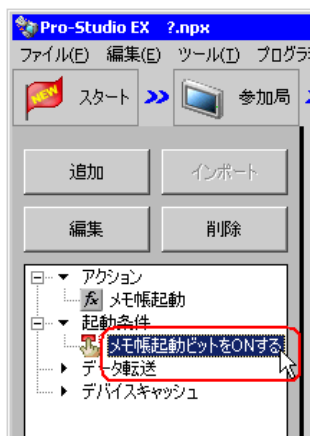 Pro-Studio EX ?.npx
ファイル(F) 編集(E) ツール(T) プログラ
NEW スタート 参加局
追加 インポート
編集 削除
アクション
fx メモ帳起動
起動条件
メモ帳起動ビットをONする
データ転送
デバイスキャッシュ